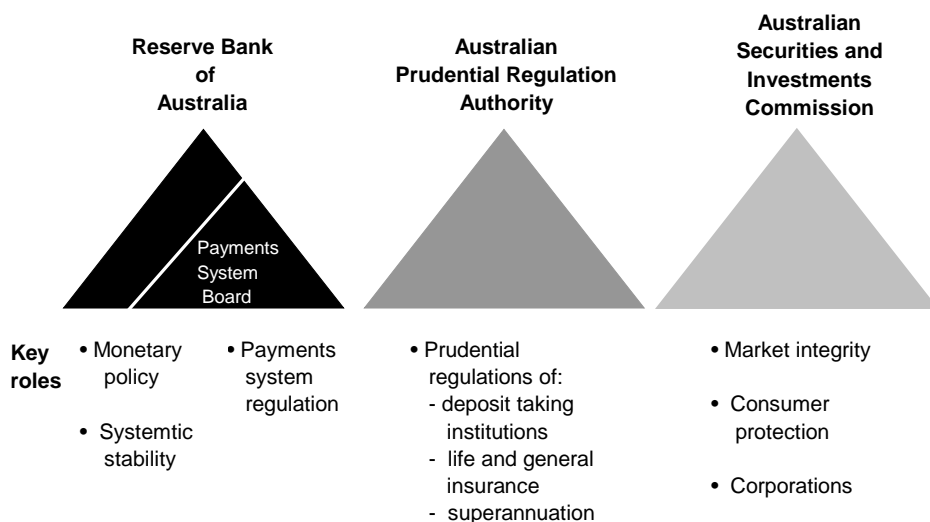 Reserve Bank
of
Australia
Australian
Prudential Regulation
Authority
Australian
Securities and
Investments
Commission
Payments
System
Board
Key
roles
• Monetary
policy
• Systemtic
stability
• Payments
system
regulation
• Prudential
regulations of:
- deposit taking
institutions
- life and general
insurance
- superannuation
• Market integrity
• Consumer
protection
• Corporations